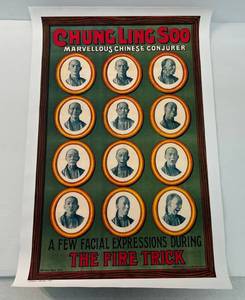 CHUNG LING SOO
MARVELLOUS CHINESE CONJURER
A FEW FACIAL EXPRESSIONS DURING
THE FIRE TRICK